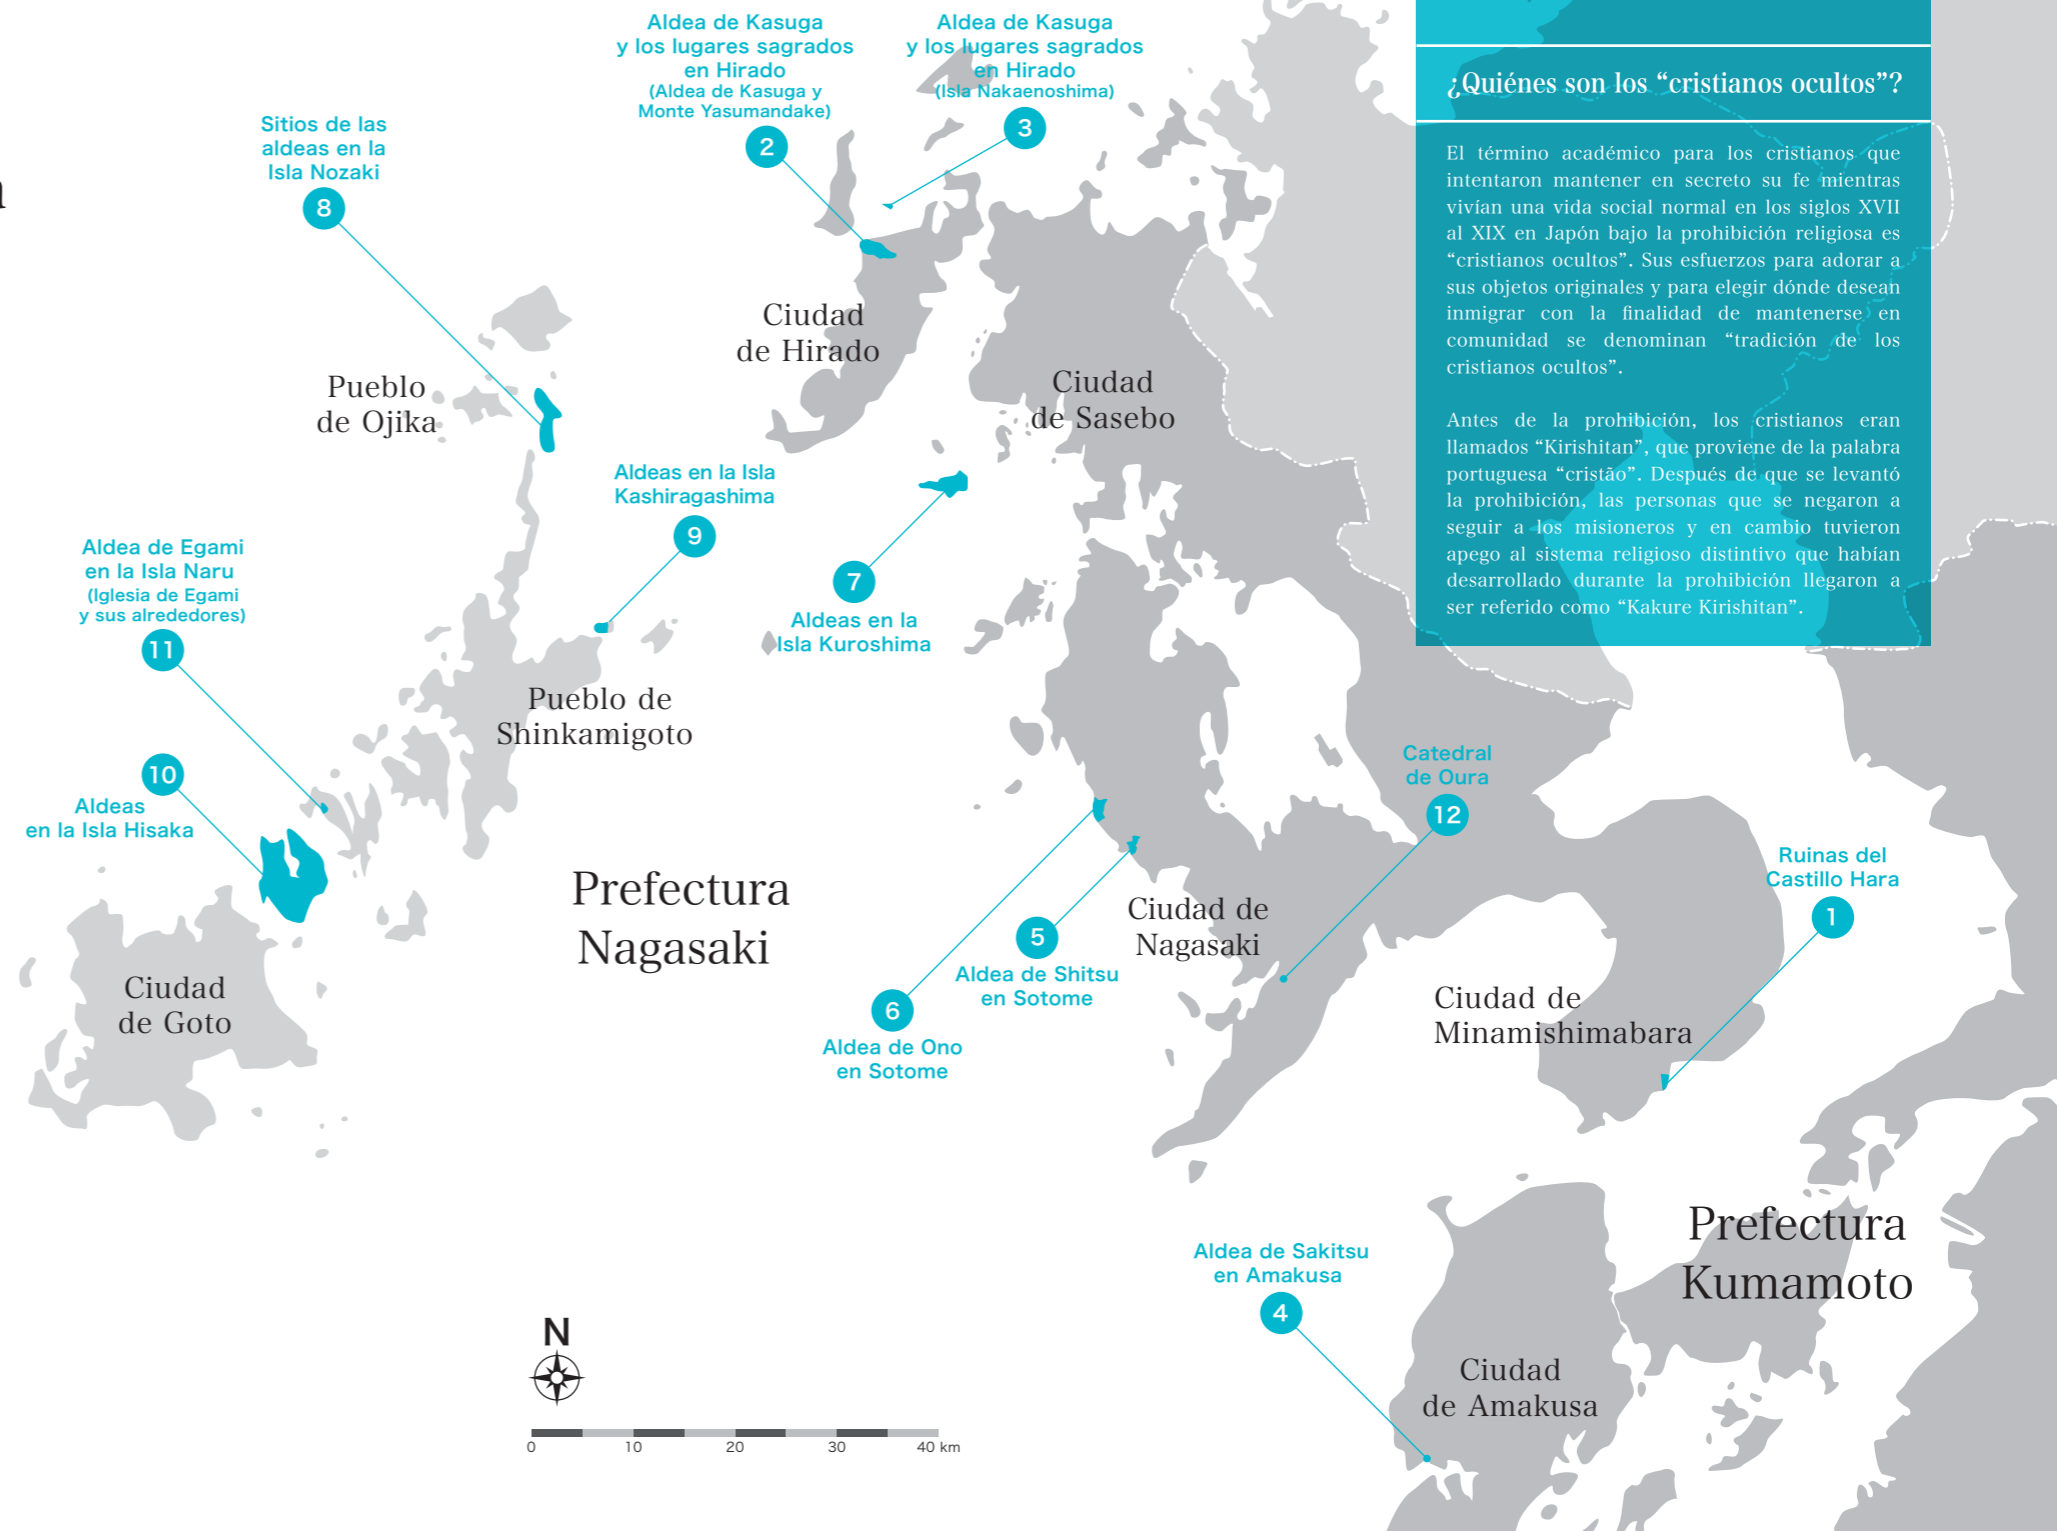 Aldea de Kasuga
y los lugares sagrados
en Hirado
(Aldea de Kasuga y
Monte Yasumandake)
2
Aldea de Kasuga
y los lugares sagrados
en Hirado
(Isla Nakaenoshima)
3
Sitios de las
aldeas en la
Isla Nozaki
8
Ciudad
de Hirado
Pueblo
de Ojika
Ciudad
de Sasebo
Aldeas en la Isla
Kashiragashima
9
7
Aldeas en la
Isla Kuroshima
Aldea de Egami
en la Isla Naru
(Iglesia de Egami
y sus alrededores)
11
Pueblo de
Shinkamigoto
10
Aldeas
en la Isla Hisaka
Prefectura
Nagasaki
Ciudad
de Goto
Catedral
de Oura
12
Ruinas del
Castillo Hara
1
Ciudad de
Nagasaki
5
Aldea de Shitsu
en Sotome
6
Aldea de Ono
en Sotome
Ciudad de
Minamishimabara
Prefectura
Kumamoto
Aldea de Sakitsu
en Amakusa
4
Ciudad
de Amakusa
N
0 10 20 30 40 km
¿Quiénes son los “cristianos ocultos”?
El término académico para los cristianos que
intentaron mantener en secreto su fe mientras
vivían una vida social normal en los siglos XVII
al XIX en Japón bajo la prohibición religiosa es
“cristianos ocultos”. Sus esfuerzos para adorar a
sus objetos originales y para elegir dónde desean
inmigrar con la finalidad de mantenerse en
comunidad se denominan “tradición de los
cristianos ocultos”.
Antes de la prohibición, los cristianos eran
llamados “Kirishitan”, que proviene de la palabra
portuguesa “cristão”. Después de que se levantó
la prohibición, las personas que se negaron a
seguir a los misioneros y en cambio tuvieron
apego al sistema religioso distintivo que habían
desarrollado durante la prohibición llegaron a
ser referido como “Kakure Kirishitan”.